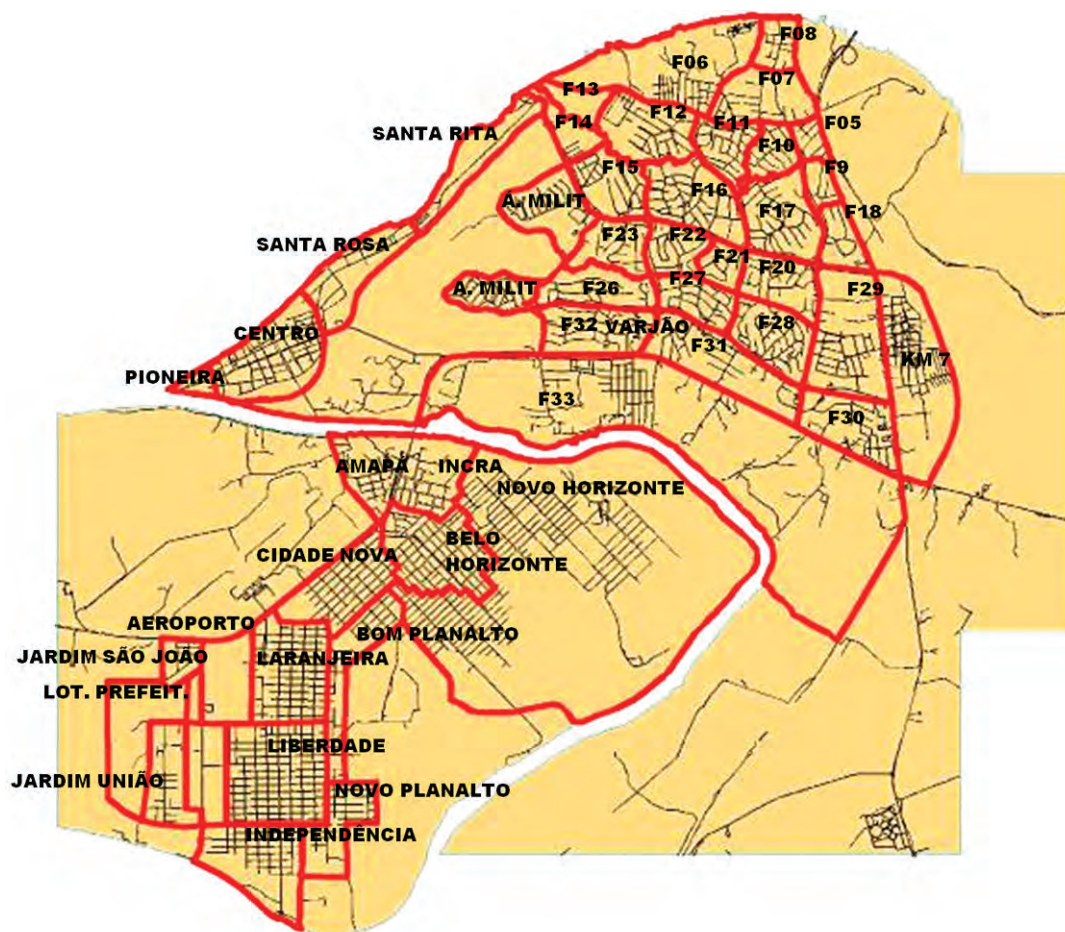 F08
F06
F07
F13
F12
F14
F11
F05
SANTA RITA
F10
F9
F15
F16
A. MILIT
F17
F18
SANTA ROSA
F23
F22
F21
F20
A. MILIT
F26
F27
F29
CENTRO
F32
VARJÃO
F28
F31
KM 7
PIONEIRA
F33
F30
AMAPÁ
INCRA
NOVO HORIZONTE
CIDADE NOVA
BELO
HORIZONTE
AEROPORTO
BOM PLANALTO
JARDIM SÃO JOÃO
LARANJEIRA
LOT. PREFEIT.
LIBERDADE
JARDIM UNIÃO
NOVO PLANALTO
INDEPENDÊNCIA